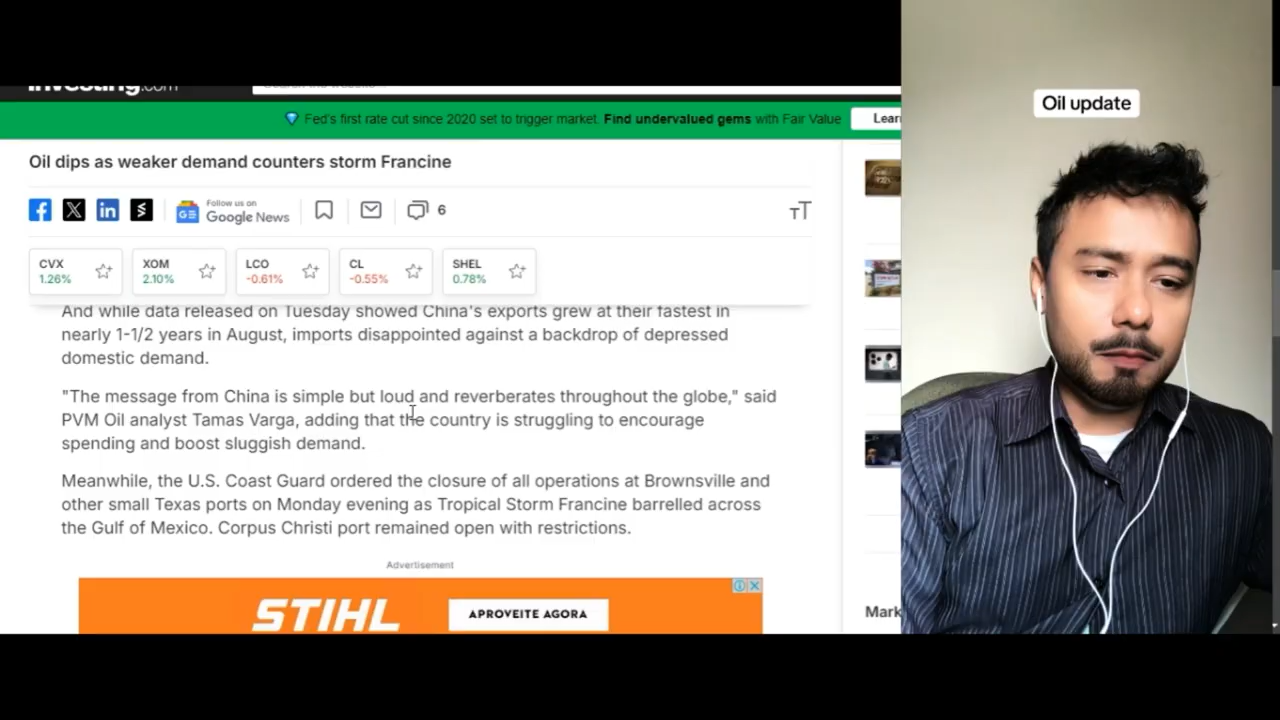 Investing.com
Fed's first rate cut since 2020 set to trigger market. Find undervalued gems with Fair Value
Lear
Oil update
Oil dips as weaker demand counters storm Francine
Follow us on
Google News
6
TT
CVX
1.26%
XOM
2.10%
LCO
-0.61%
CL
-0.55%
SHEL
0.78%
And while data released on Tuesday showed China's exports grew at their fastest in
nearly 1-1/2 years in August, imports disappointed against a backdrop of depressed
domestic demand.
"The message from China is simple but loud and reverberates throughout the globe," said
PVM Oil analyst Tamas Varga, adding that the country is struggling to encourage
spending and boost sluggish demand.
Meanwhile, the U.S. Coast Guard ordered the closure of all operations at Brownsville and
other small Texas ports on Monday evening as Tropical Storm Francine barrelled across
the Gulf of Mexico. Corpus Christi port remained open with restrictions.
Advertisement
STIHL
APROVEITE AGORA
Mark